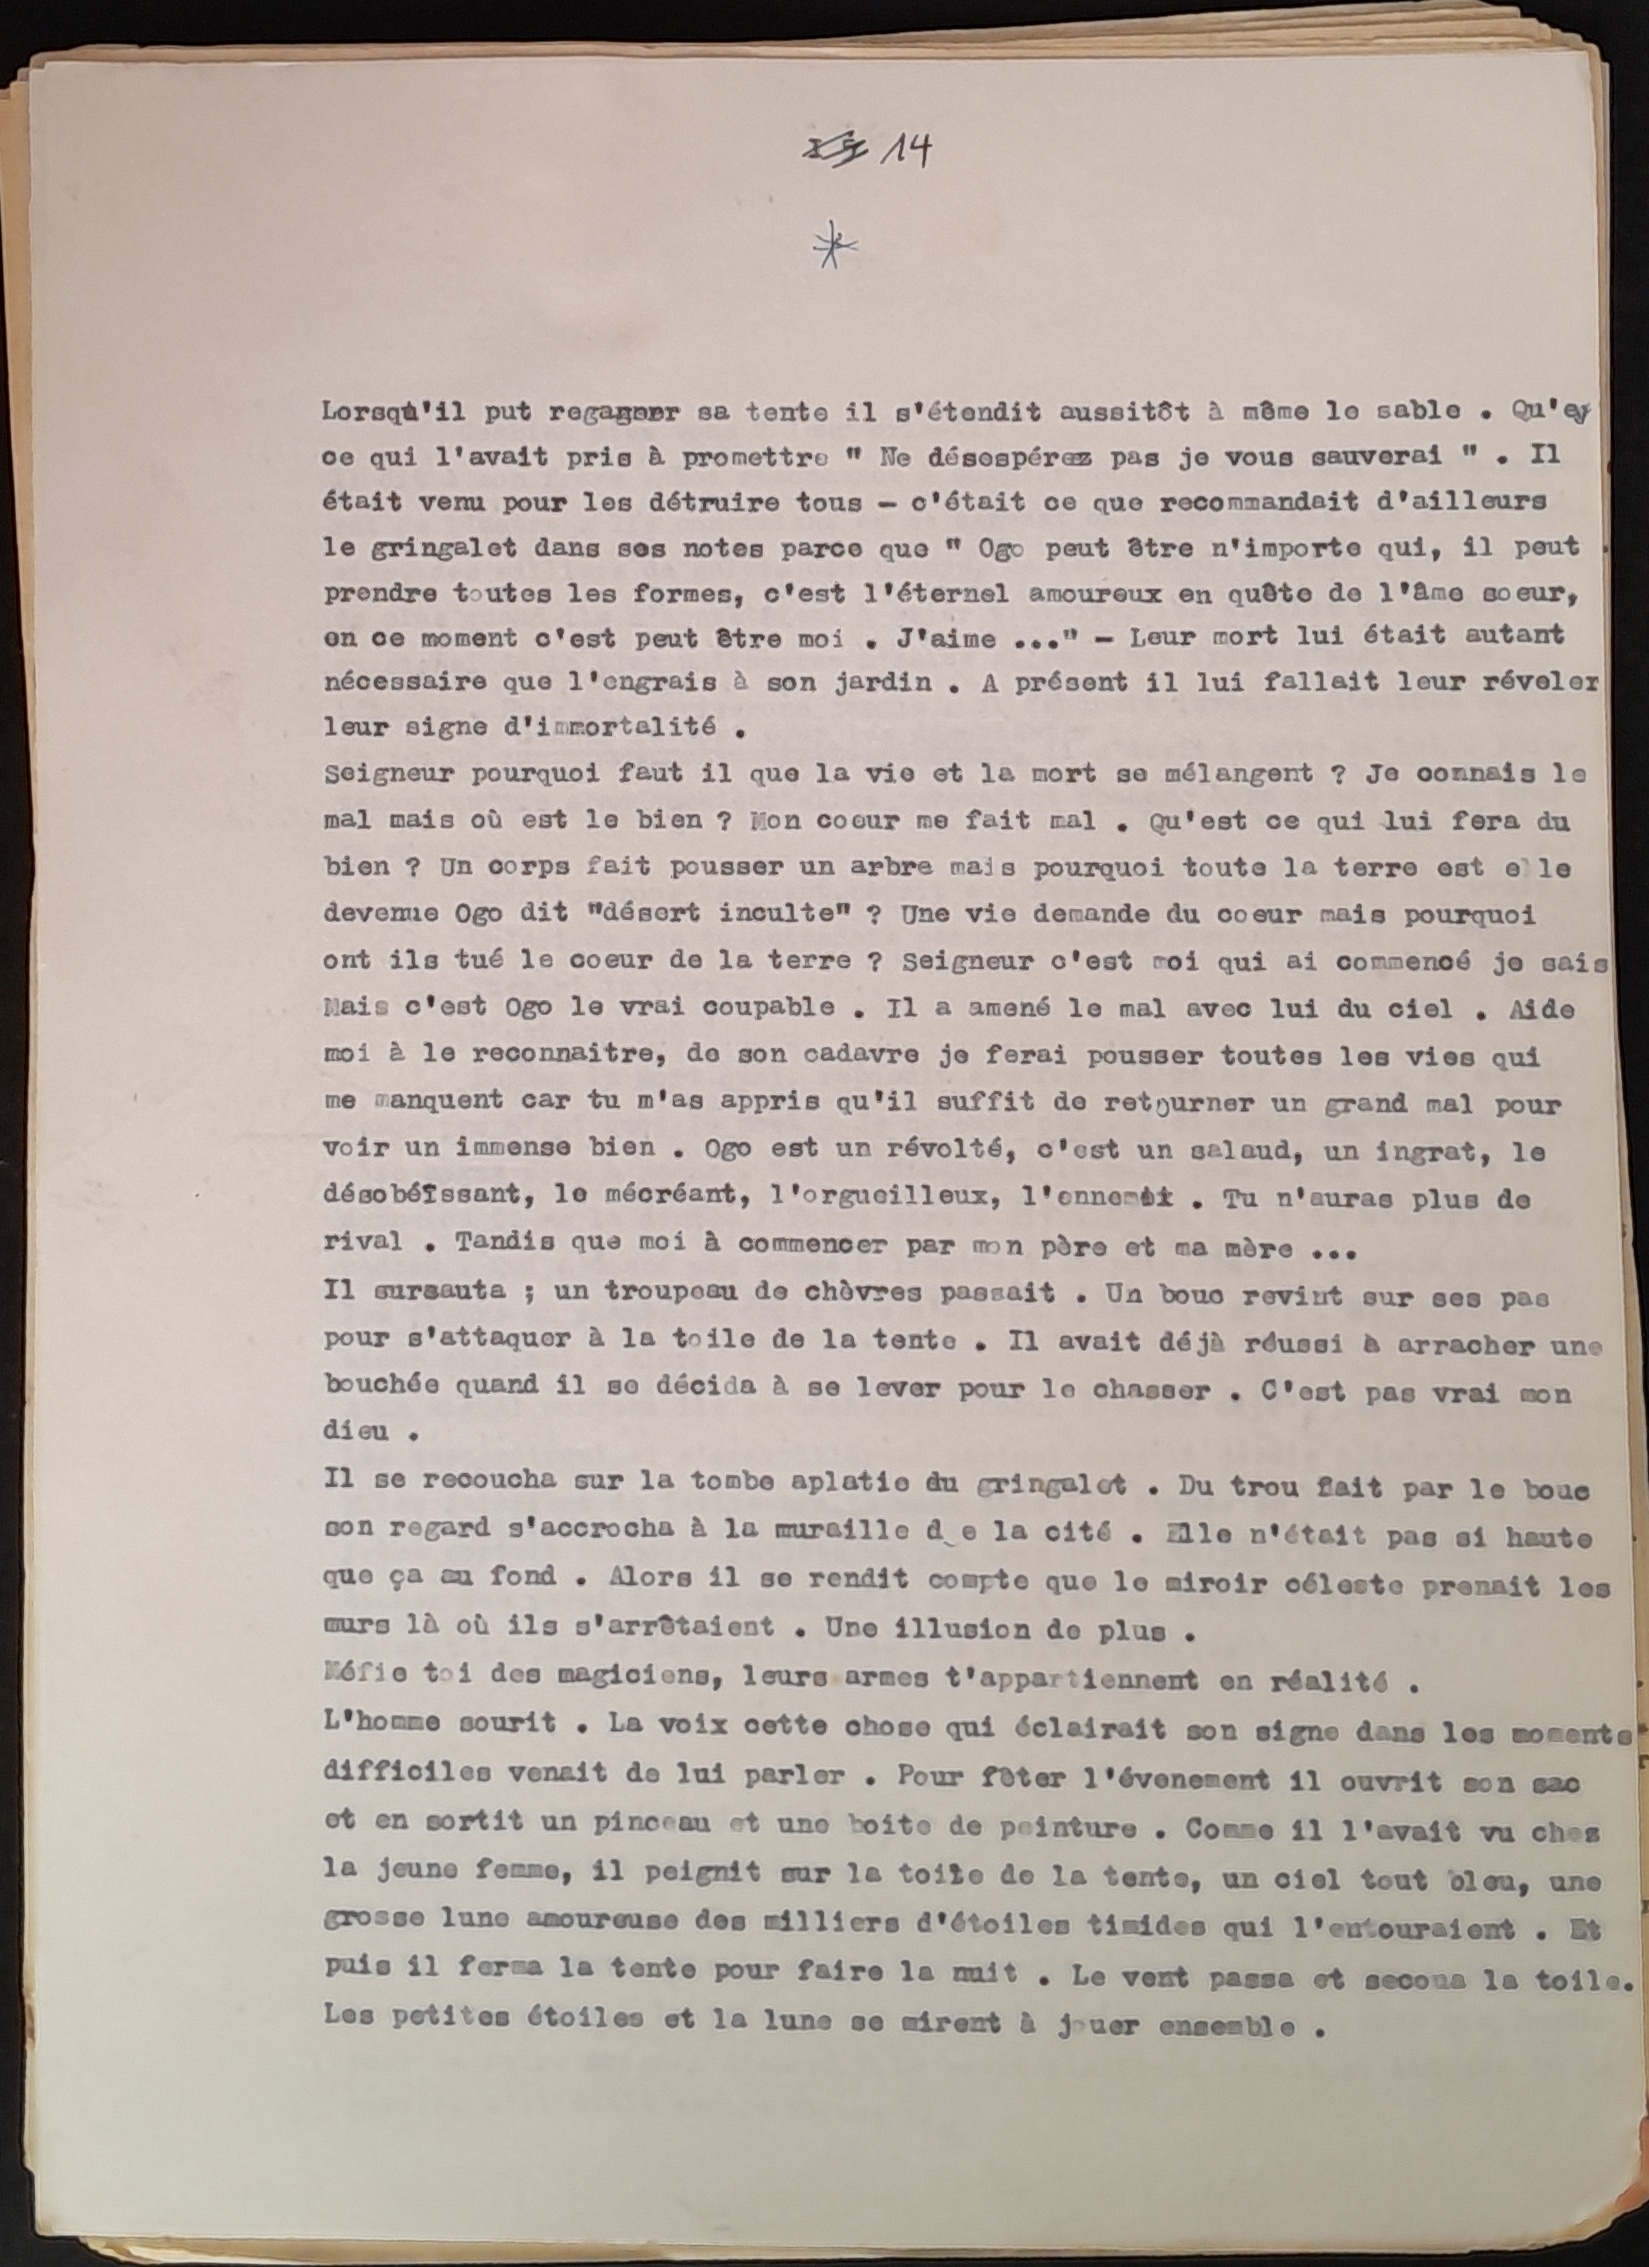 14
*
Lorsqu'il put regagner sa tente il s'étendit aussitôt à même le sable . Qu'es
ce qui l'avait pris à promettre " Ne désespérez pas je vous sauverai " . Il
était venu pour les détruire tous - c'était ce que recommandait d'ailleurs
le gringalet dans ses notes parce que " Ogo peut être n'importe qui, il peut
prendre toutes les formes, c'est l'éternel amoureux en quête de l'âme soeur,
en ce moment c'est peut être moi . J'aime ..." - Leur mort lui était autant
nécessaire que l'engrais à son jardin . A présent il lui fallait leur réveler
leur signe d'immortalité .
Seigneur pourquoi faut il que la vie et la mort se mélangent ? Je connais le
mal mais où est le bien ? Mon coeur me fait mal . Qu'est ce qui lui fera du
bien ? Un corps fait pousser un arbre mais pourquoi toute la terre est elle
devenue Ogo dit "désert inculte" ? Une vie demande du coeur mais pourquoi
ont ils tué le coeur de la terre ? Seigneur c'est moi qui ai commencé je sais
Mais c'est Ogo le vrai coupable . Il a amené le mal avec lui du ciel . Aide
moi à le reconnaitre, de son cadavre je ferai pousser toutes les vies qui
me manquent car tu m'as appris qu'il suffit de retourner un grand mal pour
voir un immense bien . Ogo est un révolté, c'est un salaud, un ingrat, le
désobéissant, le mécréant, l'orgueilleux, l'ennemi . Tu n'auras plus de
rival . Tandis que moi à commencer par mon père et ma mère ...
Il sursauta ; un troupeau de chèvres passait . Un bouc revint sur ses pas
pour s'attaquer à la toile de la tente . Il avait déjà réussi à arracher une
bouchée quand il se décida à se lever pour le chasser . C'est pas vrai mon
dieu .
Il se recoucha sur la tombe aplatie du gringalet . Du trou fait par le bouc
son regard s'accrocha à la muraille de la cité . Elle n'était pas si haute
que ça au fond . Alors il se rendit compte que le miroir céleste prenait les
murs là où ils s'arrêtaient . Une illusion de plus .
Méfie toi des magiciens, leurs armes t'appartiennent en réalité .
L'homme sourit . La voix cette chose qui éclairait son signe dans les moments
difficiles venait de lui parler . Pour fêter l'évenement il ouvrit son sac
et en sortit un pinceau et une boite de peinture . Comme il l'avait vu chez
la jeune femme, il peignit sur la toile de la tente, un ciel tout bleu, une
grosse lune amoureuse des milliers d'étoiles timides qui l'entouraient . Et
puis il ferma la tente pour faire la nuit . Le vent passa et secoua la toile.
Les petites étoiles et la lune se mirent à jouer ensemble .